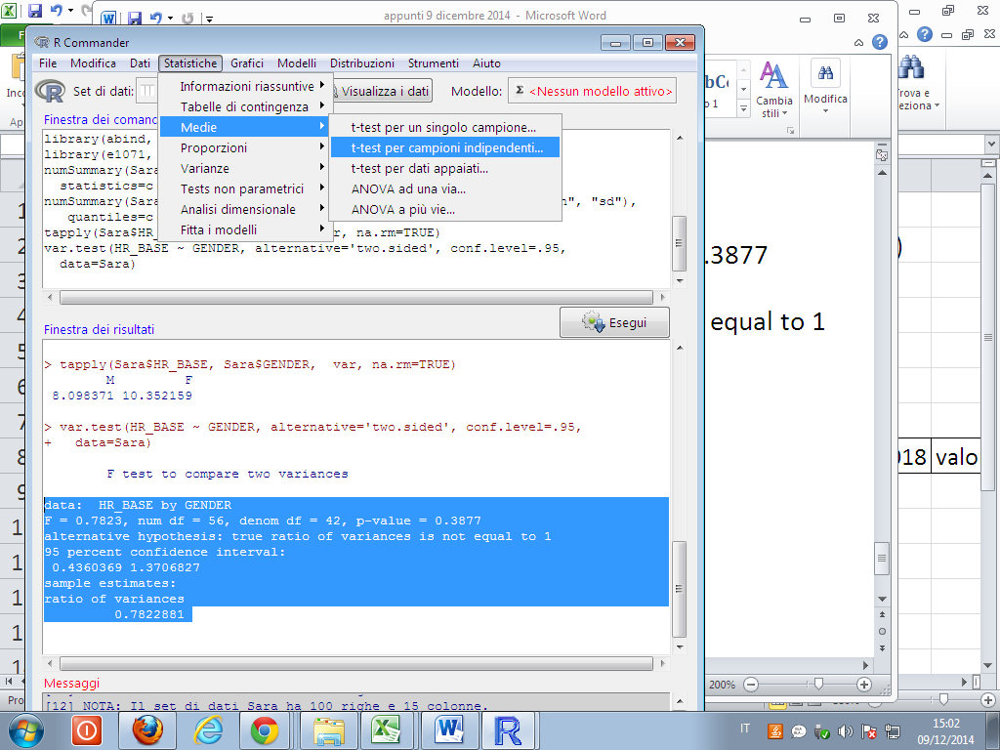 appunti 9 dicembre 2014 - Microsoft Word
R Commander
File Modifica Dati Statistiche Grafici Modelli Distribuzioni Strumenti Aiuto
Set di dati: Visualizza i dati Modello: Σ <Nessun modello attivo>
Informazioni riassuntive
Tabelle di contingenza
Medie
Proporzioni
Varianze
Tests non parametrici
Analisi dimensionale
Fitta i modelli
t-test per un singolo campione...
t-test per campioni indipendenti...
t-test per dati appaiati...
ANOVA ad una via...
ANOVA a più vie...
Finestra dei comand
library(abind,
library(e1071,
numSummary(Sara
statistics=c
numSummary(Sara n", "sd"),
quantiles=c
tapply(Sara$HR_ r, na.rm=TRUE)
var.test(HR_BASE ~ GENDER, alternative='two.sided', conf.level=.95,
data=Sara)
Esegui
Finestra dei risultati
> tapply(Sara$HR_BASE, Sara$GENDER, var, na.rm=TRUE)
M F
8.098371 10.352159
> var.test(HR_BASE ~ GENDER, alternative='two.sided', conf.level=.95,
+ data=Sara)
F test to compare two variances
data: HR_BASE by GENDER
F = 0.7823, num df = 56, denom df = 42, p-value = 0.3877
alternative hypothesis: true ratio of variances is not equal to 1
95 percent confidence interval:
0.4360369 1.3706827
sample estimates:
ratio of variances
0.7822881
Messaggi
[12] NOTA: Il set di dati Sara ha 100 righe e 15 colonne.
Cambia
stili
Modifica
rova e
eziona
.3877
equal to 1
018 valo
200%
Pro
IT
15:02
09/12/2014